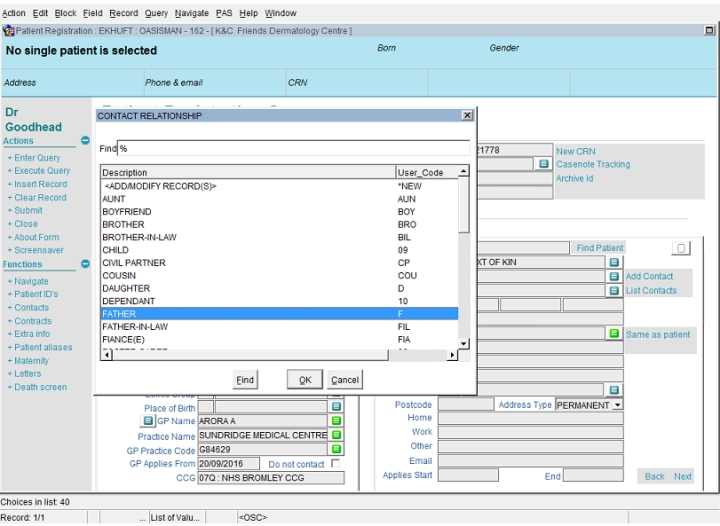 Action Edit Block Field Record Query Navigate PAS Help Window
Patient Registration : EKHUFT : OASISMAN - 162 - [ K&C Friends Dermatology Centre ]
No single patient is selected
Born
Gender
Address
Phone & email
CRN
Dr
Goodhead
Actions
+ Enter Query
+ Execute Query
+ Insert Record
+ Clear Record
+ Submit
+ Close
+ About Form
+ Screensaver
Functions
+ Navigate
+ Patient ID's
+ Contacts
+ Contracts
+ Extra info
+ Patient aliases
+ Maternity
+ Letters
+ Death screen
CONTACT RELATIONSHIP
Find %
Description User_Code
<ADD/MODIFY RECORD(S)> *NEW
AUNT AUN
BOYFRIEND BOY
BROTHER BRO
BROTHER-IN-LAW BIL
CHILD 09
CIVIL PARTNER CP
COUSIN COU
DAUGHTER D
DEPENDANT 10
FATHER F
FATHER-IN-LAW FIL
FIANCE(E) FIA
Find OK Cancel
21778 New CRN
Casenote Tracking
Archive Id
Find Patient
XT OF KIN
Add Contact
List Contacts
Same as patient
Place of Birth
GP Name ARORA A
Practice Name SUNDRIDGE MEDICAL CENTRE
GP Practice Code G84629
GP Applies From 20/09/2016 Do not contact
CCG 07Q : NHS BROMLEY CCG
Postcode Address Type PERMANENT
Home
Work
Other
Email
Applies Start End
Back Next
Choices in list: 40
Record: 1/1 ... List of Valu... <OSC>